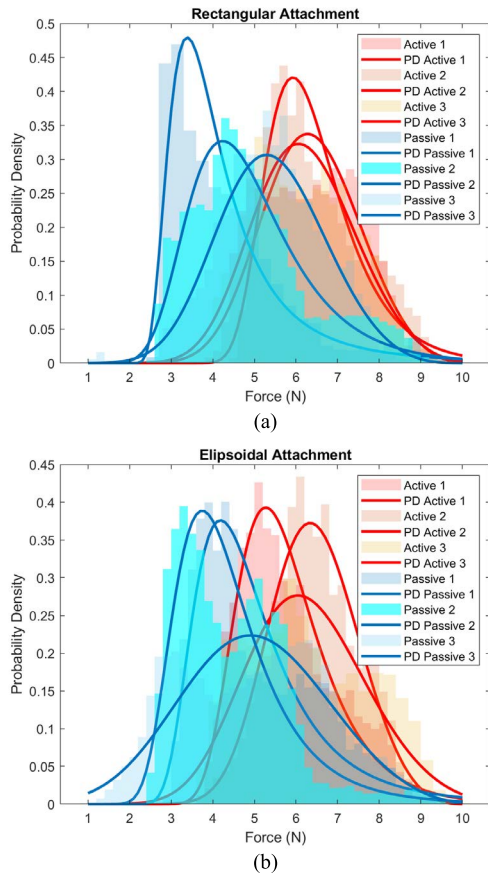 Rectangular Attachment
0.5
0.45
0.4
0.35
0.3
0.25
0.2
0.15
0.1
0.05
0
Probability Density
Active 1
PD Active 1
Active 2
PD Active 2
Active 3
PD Active 3
Passive 1
PD Passive 1
Passive 2
PD Passive 2
Passive 3
PD Passive 3
1 2 3 4 5 6 7 8 9 10
Force (N)
(a)
Elipsoidal Attachment
0.45
0.4
0.35
0.3
0.25
0.2
0.15
0.1
0.05
0
Probability Density
Active 1
PD Active 1
Active 2
PD Active 2
Active 3
PD Active 3
Passive 1
PD Passive 1
Passive 2
PD Passive 2
Passive 3
PD Passive 3
1 2 3 4 5 6 7 8 9 10
Force (N)
(b)